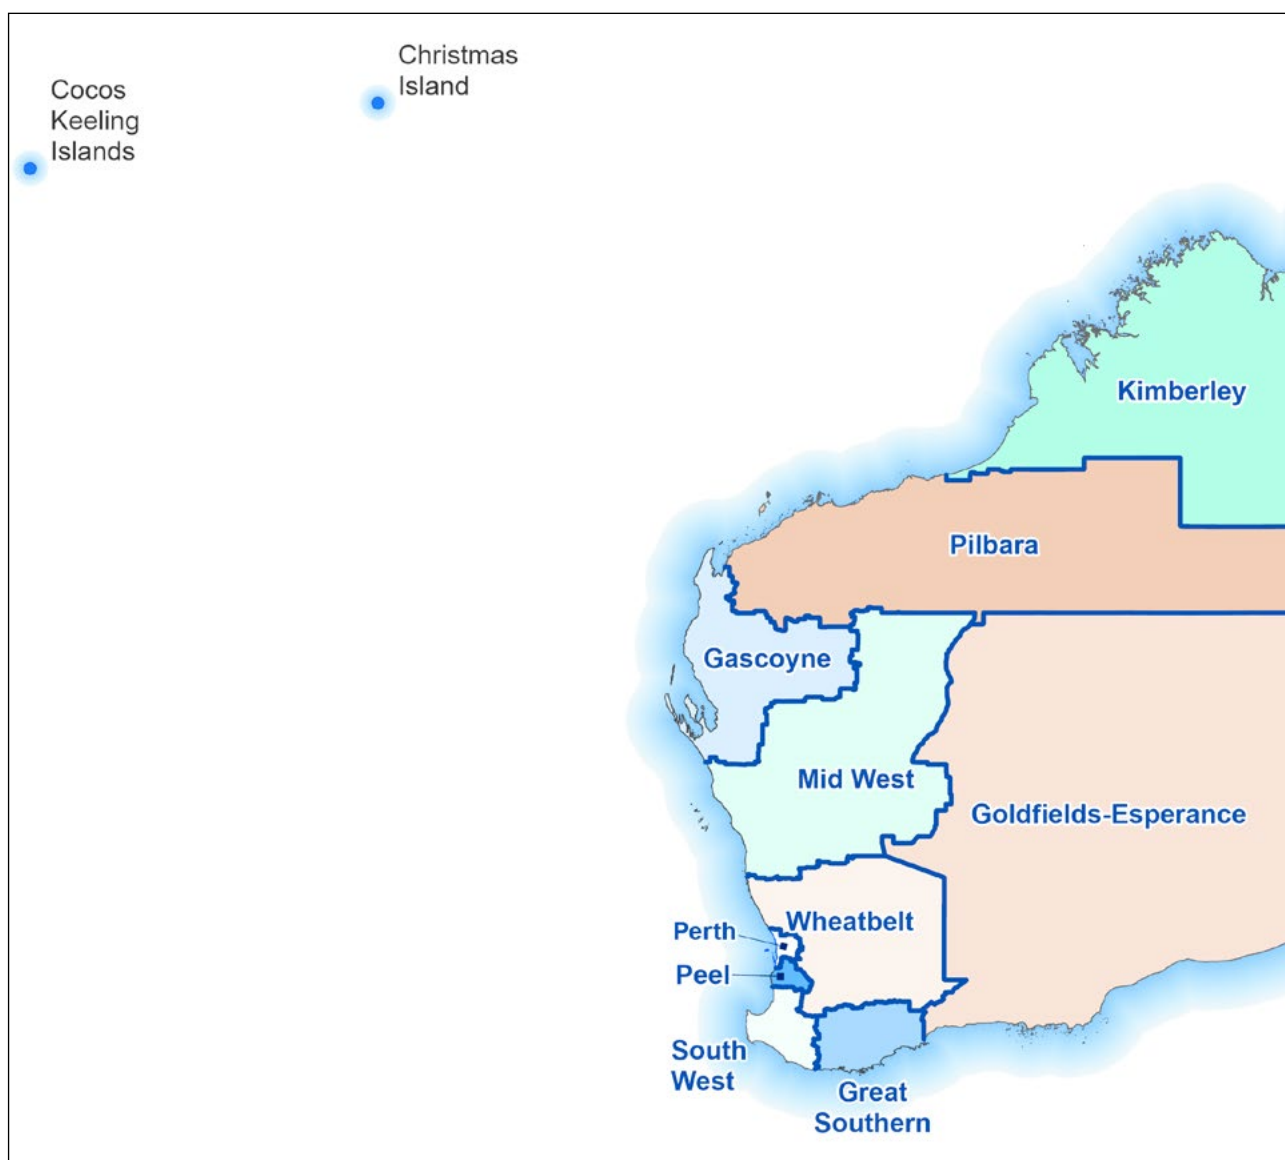 Christmas
Island
Cocos
Keeling
Islands
Kimberley
Pilbara
Gascoyne
Mid West
Goldfields-Esperance
Wheatbelt
Perth
Peel
South
West
Great
Southern